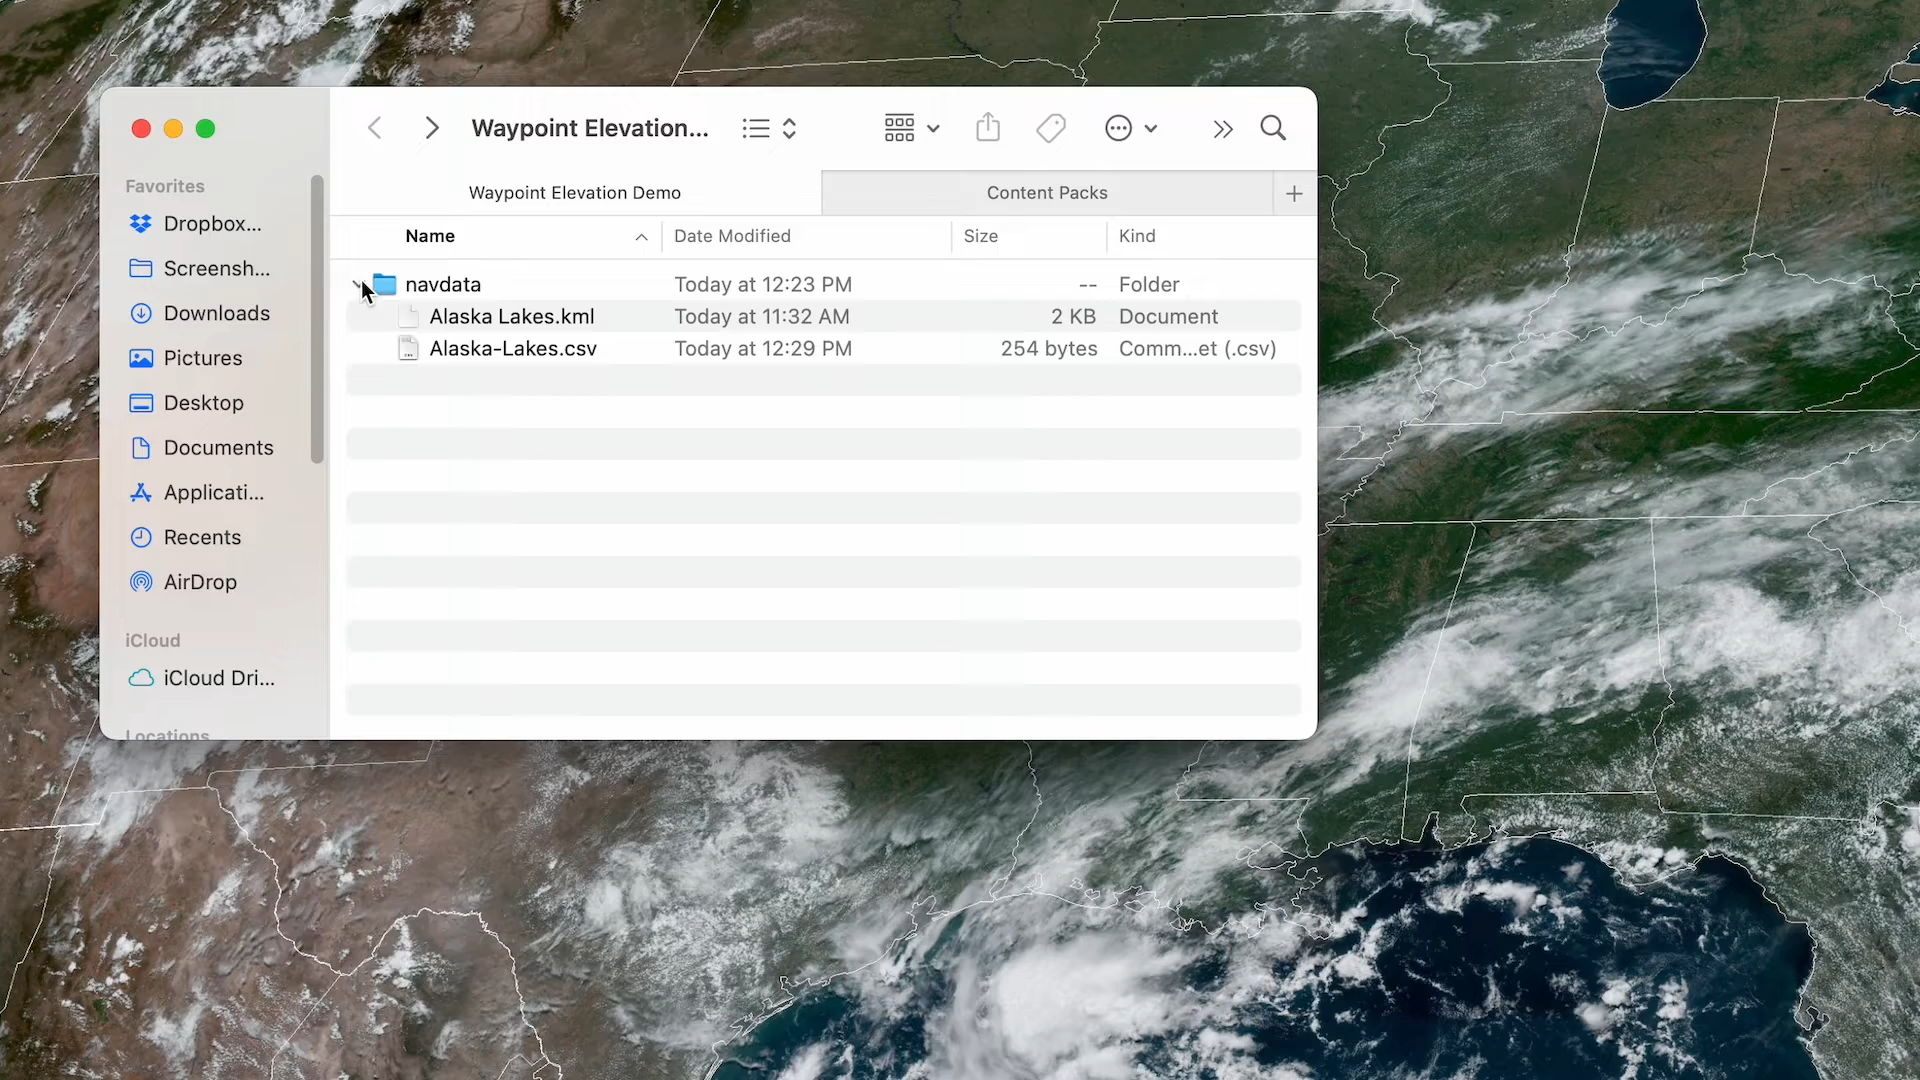 Waypoint Elevation...
Waypoint Elevation Demo
Content Packs
Favorites
Dropbox...
Screensh...
Downloads
Pictures
Desktop
Documents
Applicati...
Recents
AirDrop
iCloud
iCloud Dri...
Locations
Name Date Modified Size Kind
navdata Today at 12:23 PM -- Folder
Alaska Lakes.kml Today at 11:32 AM 2 KB Document
Alaska-Lakes.csv Today at 12:29 PM 254 bytes Comm...et (.csv)